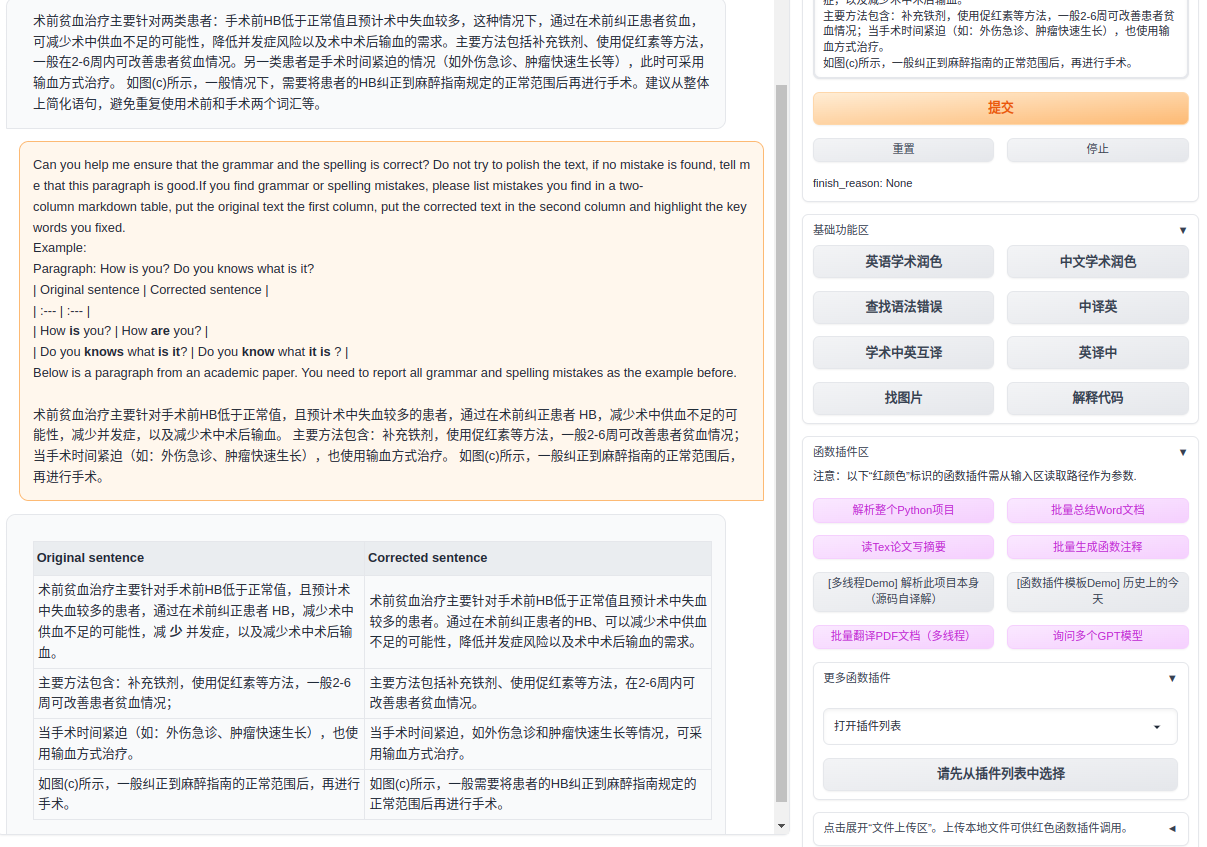 术前贫血治疗主要针对两类患者：手术前HB低于正常值且预计术中失血较多，这种情况下，通过在术前纠正患者贫血，
可减少术中供血不足的可能性，降低并发症风险以及术中术后输血的需求。主要方法包括补充铁剂、使用促红素等方法，
一般在2-6周内可改善患者贫血情况。另一类患者是手术时间紧迫的情况（如外伤急诊、肿瘤快速生长等），此时可采用
输血方式治疗。 如图(c)所示，一般情况下，需要将患者的HB纠正到麻醉指南规定的正常范围后再进行手术。建议从整体
上简化语句，避免重复使用术前和手术两个词汇等。
Can you help me ensure that the grammar and the spelling is correct? Do not try to polish the text, if no mistake is found, tell m
e that this paragraph is good.If you find grammar or spelling mistakes, please list mistakes you find in a two-
column markdown table, put the original text the first column, put the corrected text in the second column and highlight the key
words you fixed.
Example:
Paragraph: How is you? Do you knows what is it?
| Original sentence | Corrected sentence |
| :--- | :--- |
| How is you? | How are you? |
| Do you knows what is it? | Do you know what it is ? |
Below is a paragraph from an academic paper. You need to report all grammar and spelling mistakes as the example before.
术前贫血治疗主要针对手术前HB低于正常值，且预计术中失血较多的患者，通过在术前纠正患者 HB，减少术中供血不足的可
能性，减少并发症，以及减少术中术后输血。 主要方法包含：补充铁剂，使用促红素等方法，一般2-6周可改善患者贫血情况；
当手术时间紧迫（如：外伤急诊、肿瘤快速生长），也使用输血方式治疗。 如图(c)所示，一般纠正到麻醉指南的正常范围后，
再进行手术。
Original sentence
Corrected sentence
术前贫血治疗主要针对手术前HB低于正常值，且预计术
中失血较多的患者，通过在术前纠正患者 HB，减少术中
供血不足的可能性，减 少 并发症，以及减少术中术后输
血。
术前贫血治疗主要针对手术前HB低于正常值且预计术中失血
较多的患者。通过在术前纠正患者的HB、可以减少术中供血
不足的可能性，降低并发症风险以及术中术后输血的需求。
主要方法包含：补充铁剂，使用促红素等方法，一般2-6
周可改善患者贫血情况；
主要方法包括补充铁剂、使用促红素等方法，在2-6周内可
改善患者贫血情况。
当手术时间紧迫（如：外伤急诊、肿瘤快速生长），也使
用输血方式治疗。
当手术时间紧迫，如外伤急诊和肿瘤快速生长等情况，可采
用输血方式治疗。
如图(c)所示，一般纠正到麻醉指南的正常范围后，再进行
手术。
如图(c)所示，一般需要将患者的HB纠正到麻醉指南规定的
正常范围后再进行手术。
症，以及减少术中术后输血。
主要方法包含：补充铁剂，使用促红素等方法，一般2-6周可改善患者贫
血情况；当手术时间紧迫（如：外伤急诊、肿瘤快速生长），也使用输
血方式治疗。
如图(c)所示，一般纠正到麻醉指南的正常范围后，再进行手术。
提交
重置
停止
finish_reason: None
基础功能区
英语学术润色
中文学术润色
查找语法错误
中译英
学术中英互译
英译中
找图片
解释代码
函数插件区
注意：以下“红颜色”标识的函数插件需从输入区读取路径作为参数.
解析整个Python项目
批量总结Word文档
读Tex论文写摘要
批量生成函数注释
[多线程Demo] 解析此项目本身
（源码自译解）
[函数插件模板Demo] 历史上的今
天
批量翻译PDF文档（多线程）
询问多个GPT模型
更多函数插件
打开插件列表
请先从插件列表中选择
点击展开“文件上传区”。上传本地文件可供红色函数插件调用。